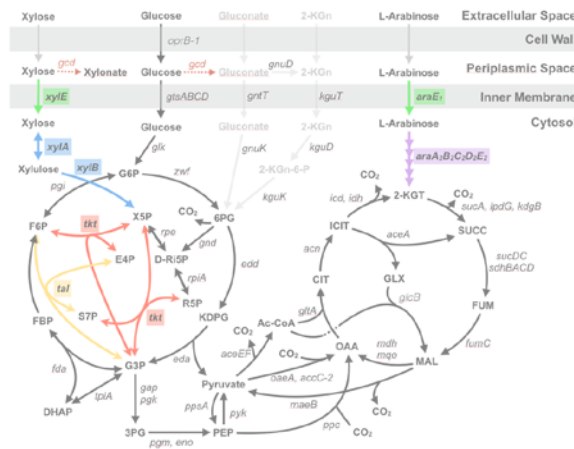 Xylose Glucose Gluconate 2-KGn L-Arabinose Extracellular Space
oprB-1 Cell Wall
Xylose gcd Xylonate Glucose gcd Gluconate gnuD 2-KGn L-Arabinose Periplasmic Space
xylE gtsABCD gntT kguT araE₁ Inner Membrane
Xylose Glucose Gluconate 2-KGn L-Arabinose Cytosol
xylA glk gnuK kguD araA₂B₁C₂D₂E₂
Xylulose xylB G6P zwf 2-KGn-6-P CO₂ CO₂
pgi kguK icd, idh 2-KGT sucA, lpdG, kdgB
F6P tkt X5P CO₂ 6PG ICIT aceA SUCC
rpe gnd
E4P D-Ri5P edd acn sucDC
sdhBACD
tal rpiA CIT GLX
S7P R5P gltA glcB FUM
FBP tkt KDPG Ac-CoA
CO₂
G3P eda aceEF CO₂ OAA mdh
mqo MAL fumC
fda gap
pgk Pyruvate oaeA, accC-2
tpiA ppsA pyk maeB
DHAP CO₂
3PG pgm, eno PEP ppc CO₂